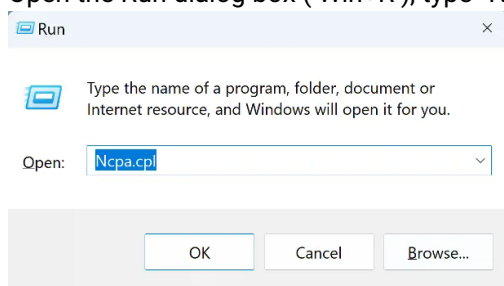 Run
Type the name of a program, folder, document or
Internet resource, and Windows will open it for you.
Open: Ncpa.cpl
OK Cancel Browse...